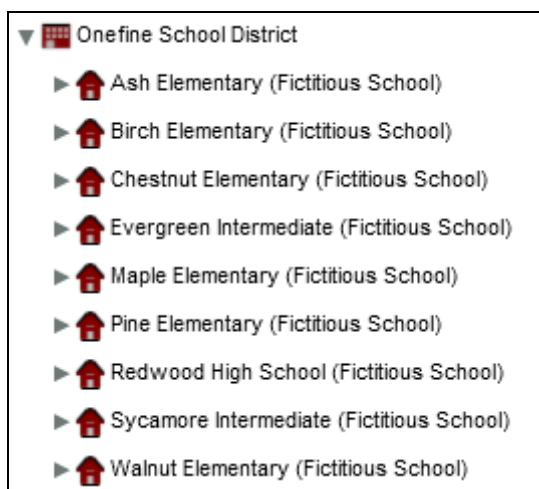 Onefine School District
Ash Elementary (Fictitious School)
Birch Elementary (Fictitious School)
Chestnut Elementary (Fictitious School)
Evergreen Intermediate (Fictitious School)
Maple Elementary (Fictitious School)
Pine Elementary (Fictitious School)
Redwood High School (Fictitious School)
Sycamore Intermediate (Fictitious School)
Walnut Elementary (Fictitious School)